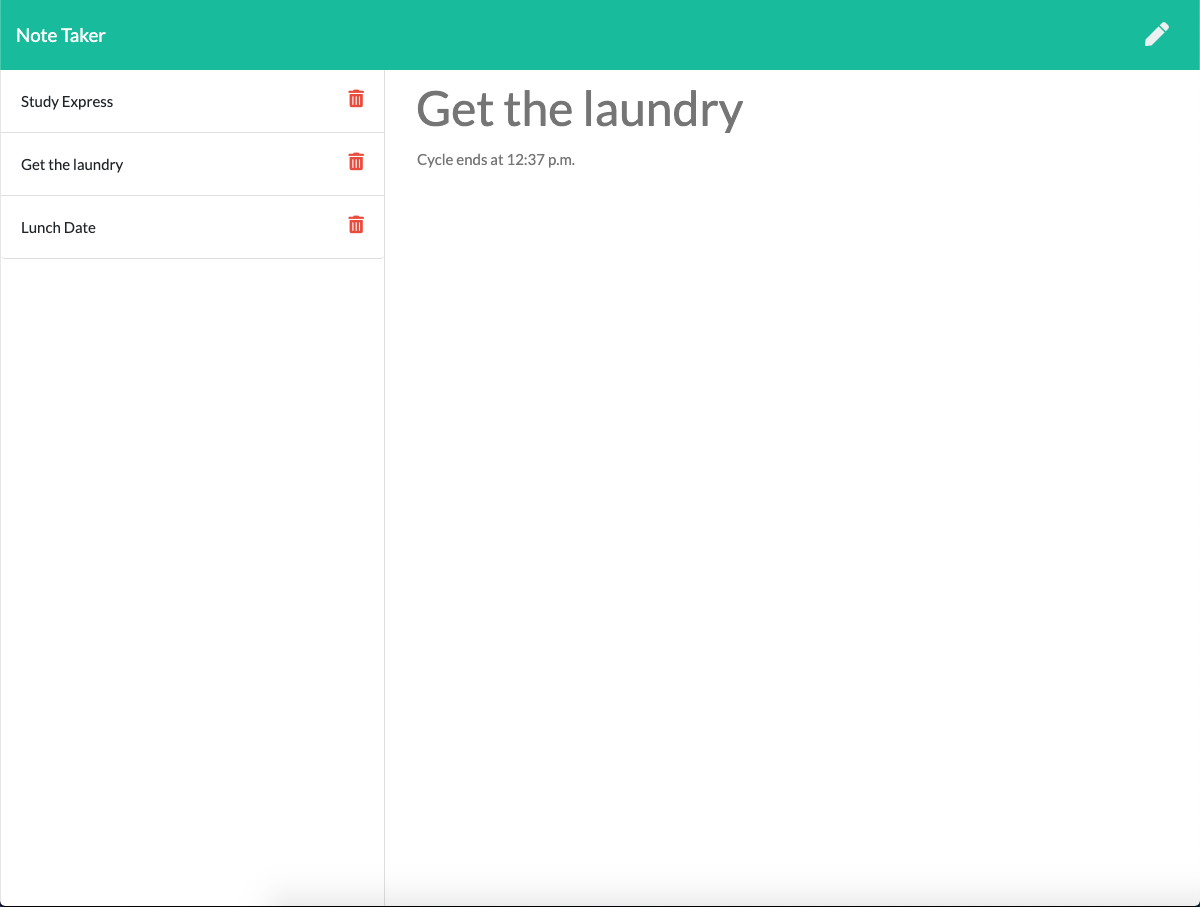 Note Taker
Study Express
Get the laundry
Lunch Date
Get the laundry
Cycle ends at 12:37 p.m.